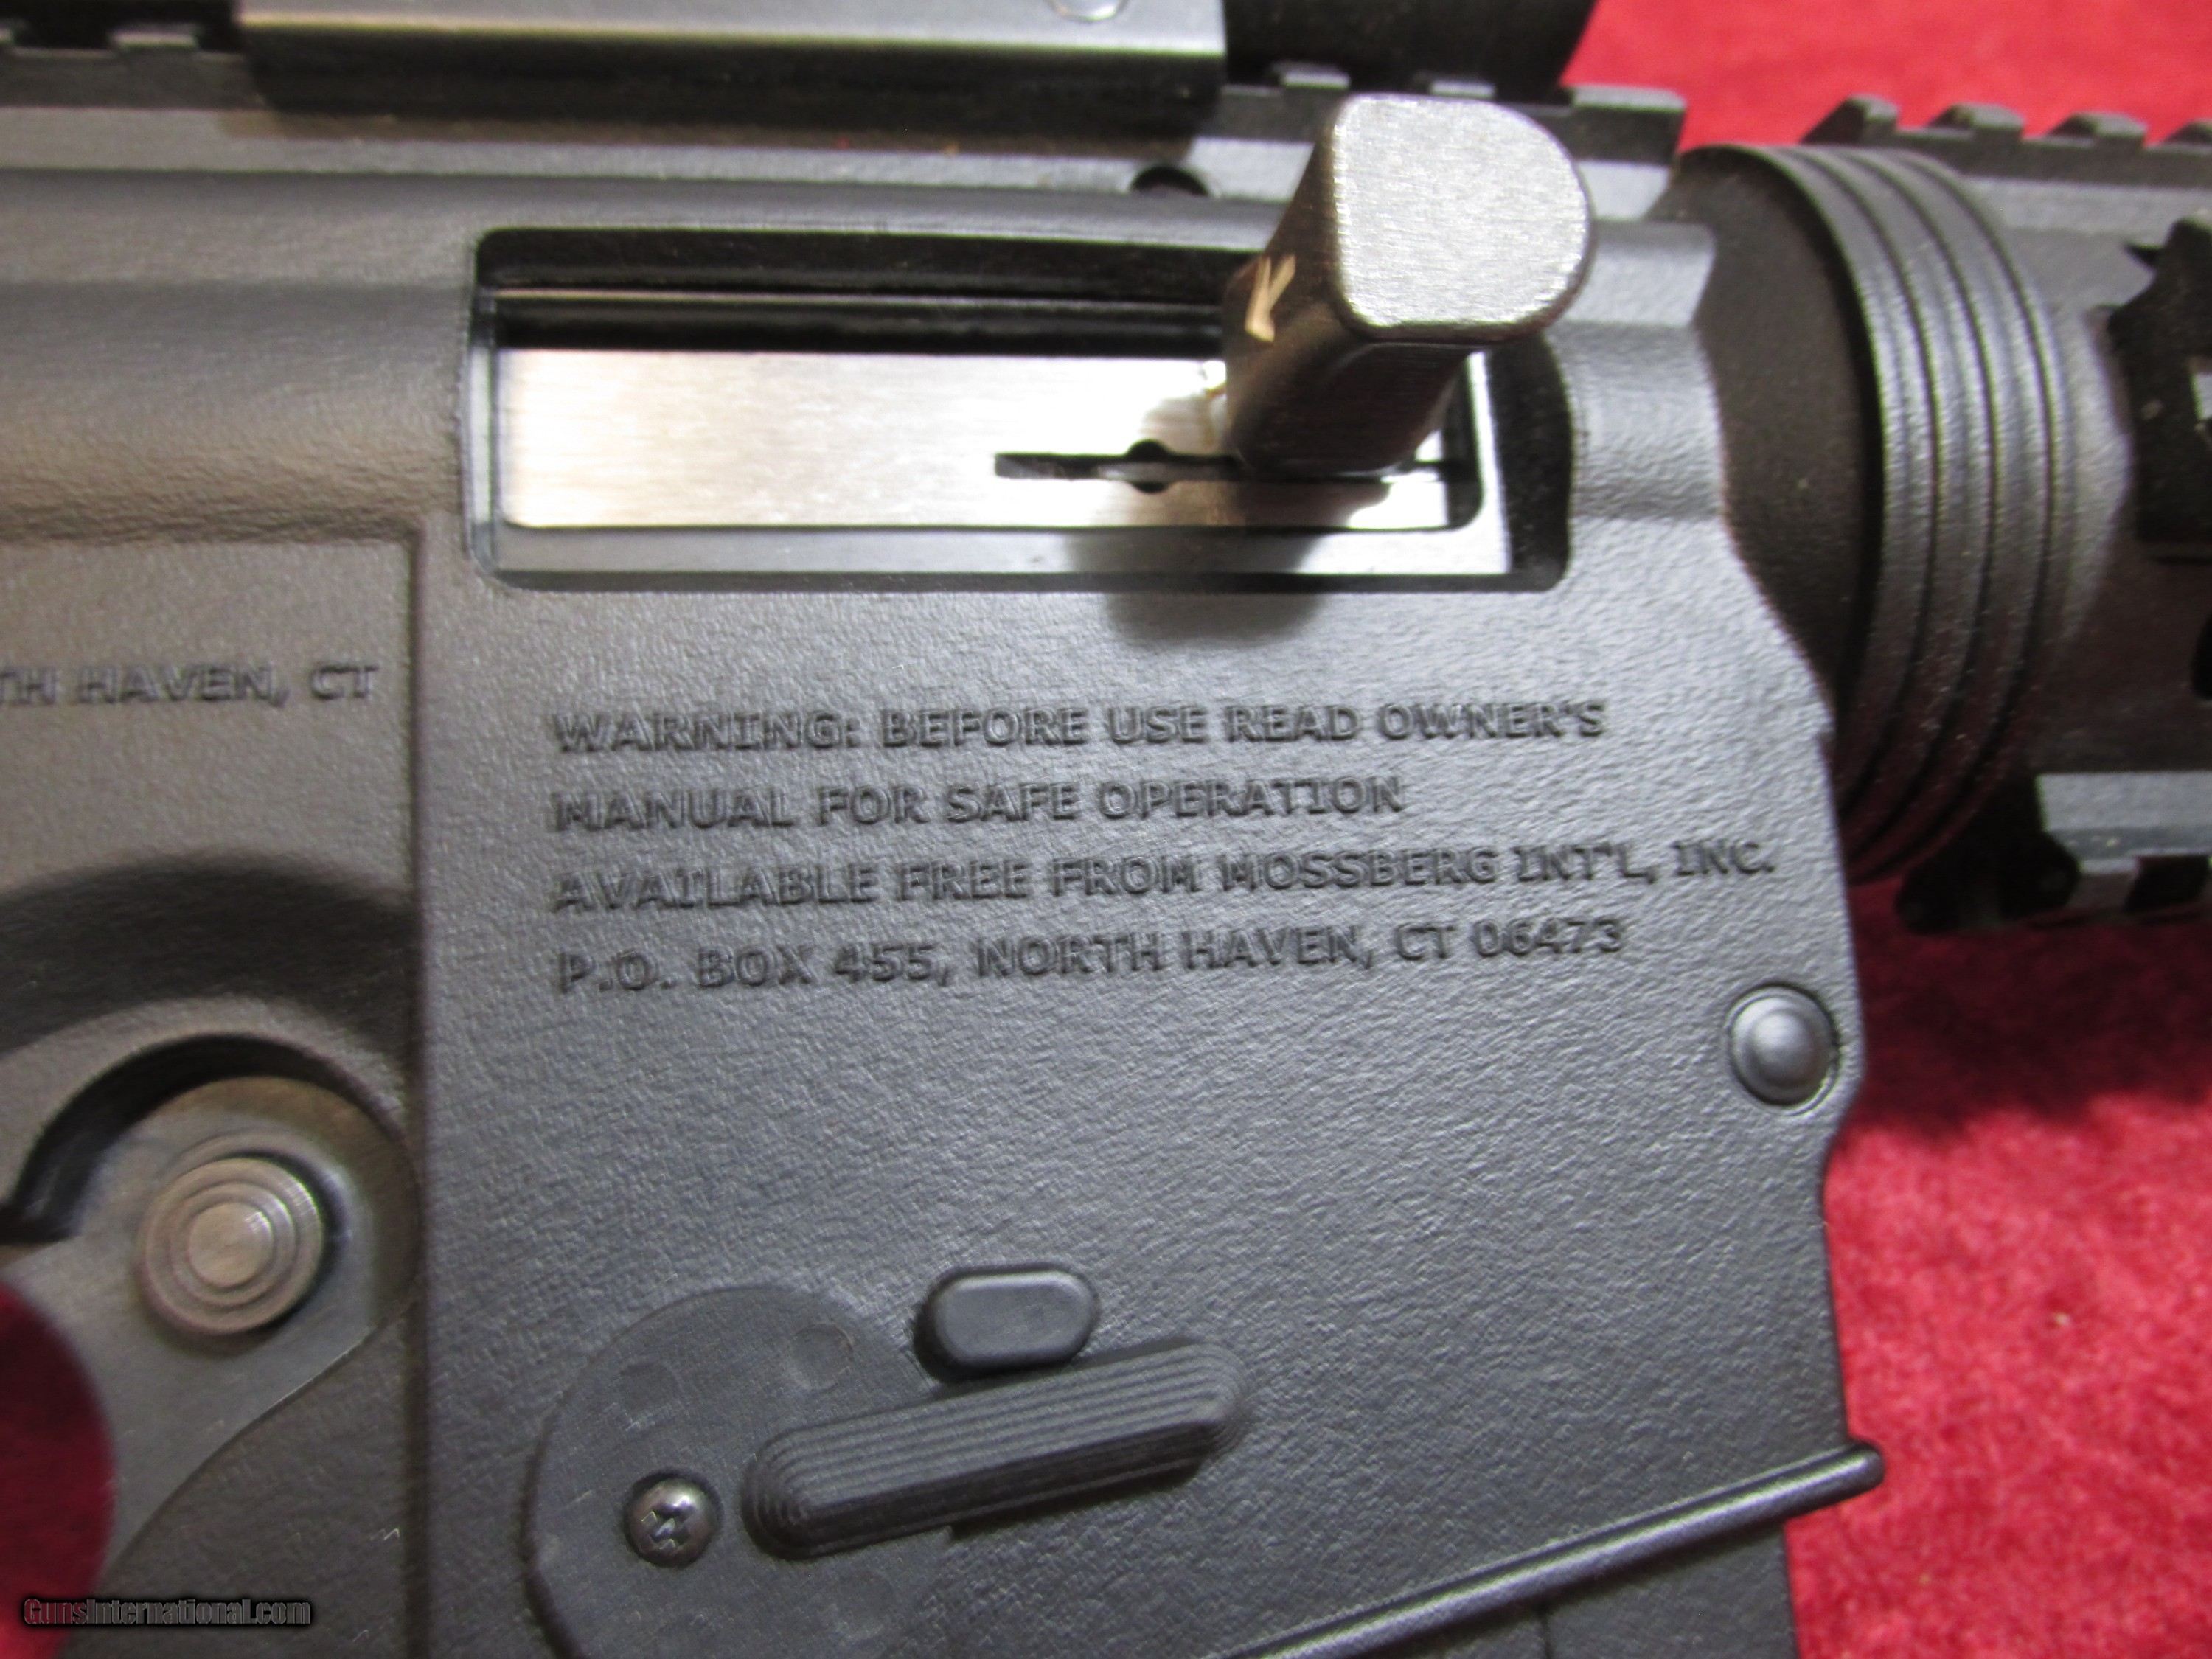 TH HAVEN, CT
WARNING: BEFORE USE READ OWNER'S
MANUAL FOR SAFE OPERATION
AVAILABLE FREE FROM MOSSBERG INT'L, INC.
P.O. BOX 455, NORTH HAVEN, CT 06473
GunsInternational.com